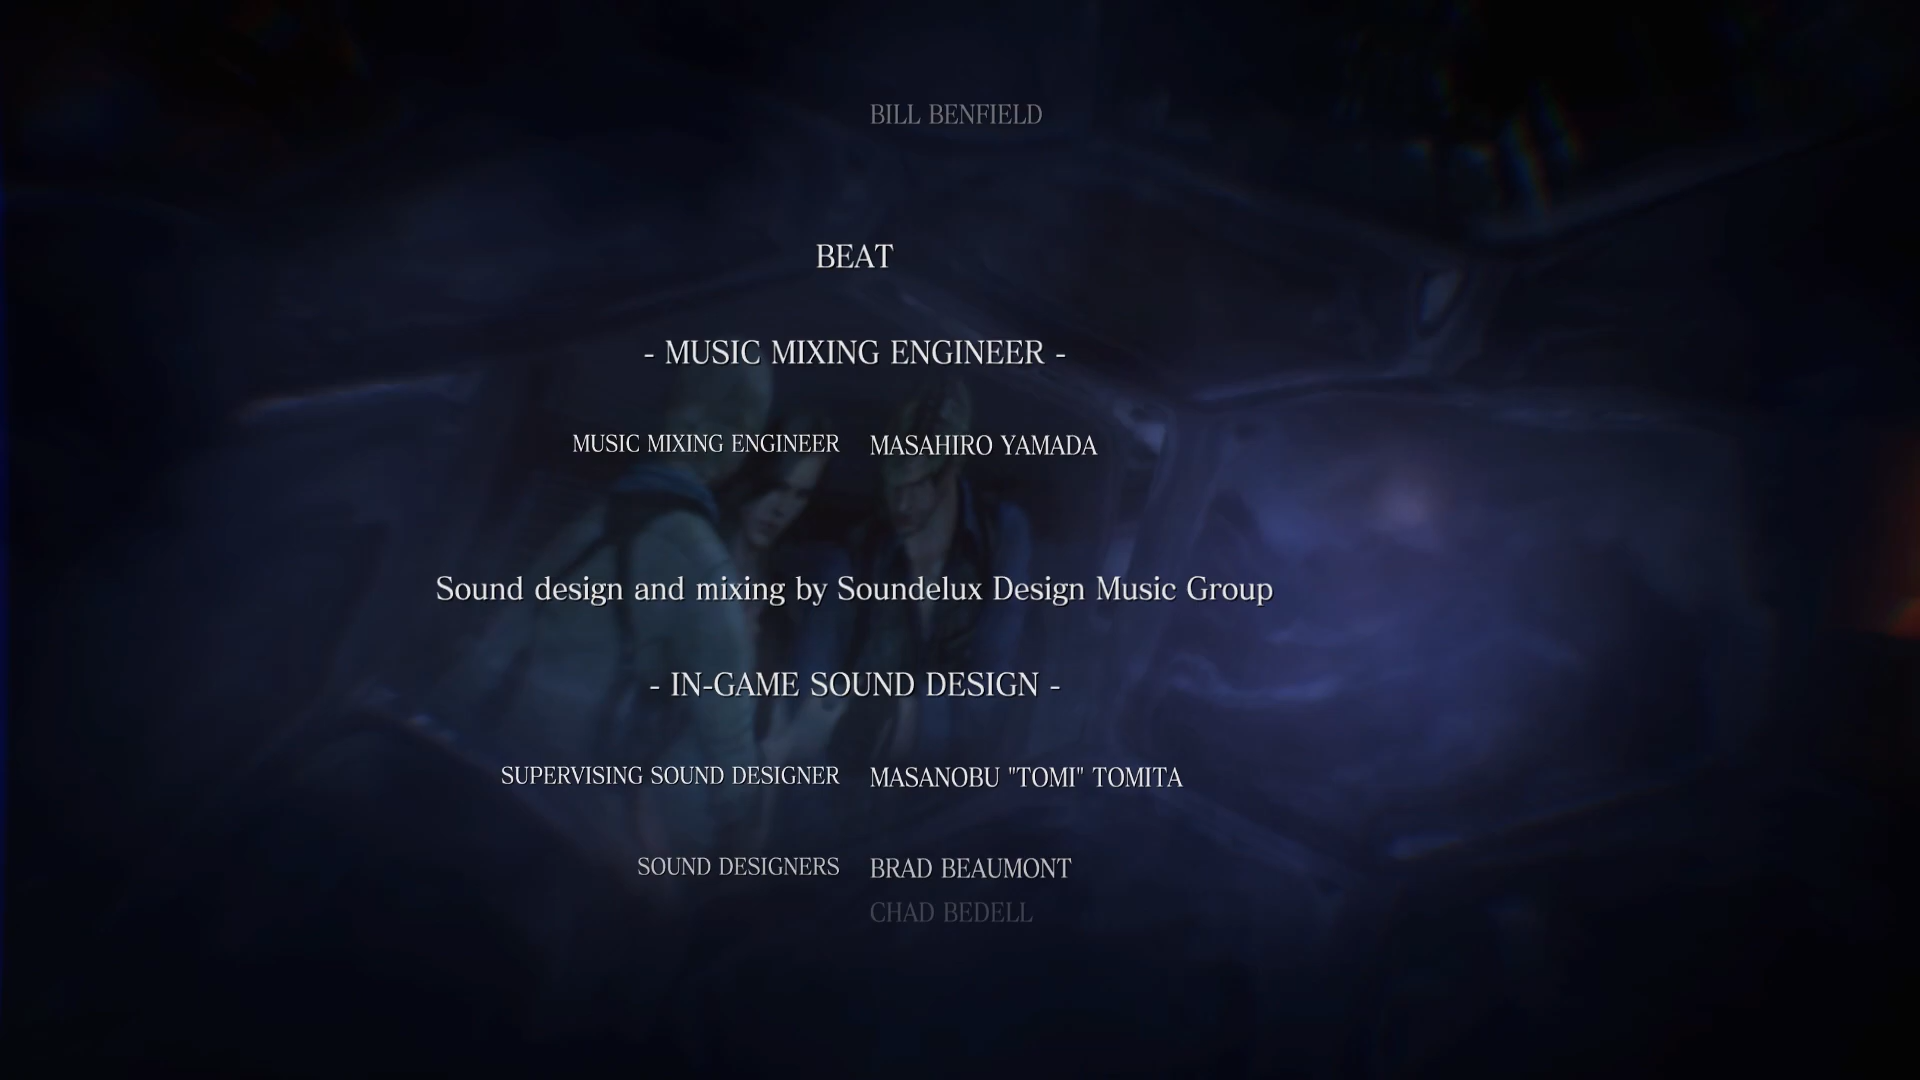 BILL BENFIELD
BEAT
- MUSIC MIXING ENGINEER -
MUSIC MIXING ENGINEER MASAHIRO YAMADA
Sound design and mixing by Soundelux Design Music Group
- IN-GAME SOUND DESIGN -
SUPERVISING SOUND DESIGNER MASANOBU "TOMI" TOMITA
SOUND DESIGNERS BRAD BEAUMONT
CHAD BEDELL